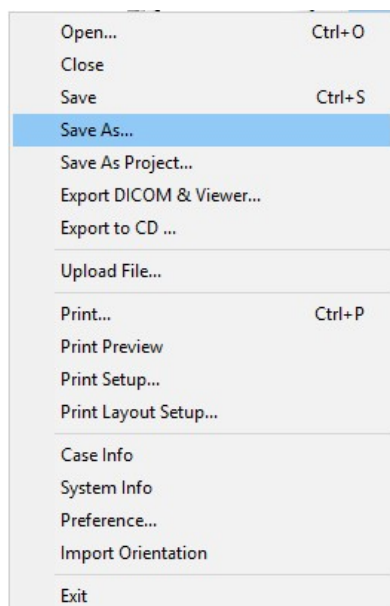 Open... Ctrl+O
Close
Save Ctrl+S
Save As...
Save As Project...
Export DICOM & Viewer...
Export to CD ...
Upload File...
Print... Ctrl+P
Print Preview
Print Setup...
Print Layout Setup...
Case Info
System Info
Preference...
Import Orientation
Exit